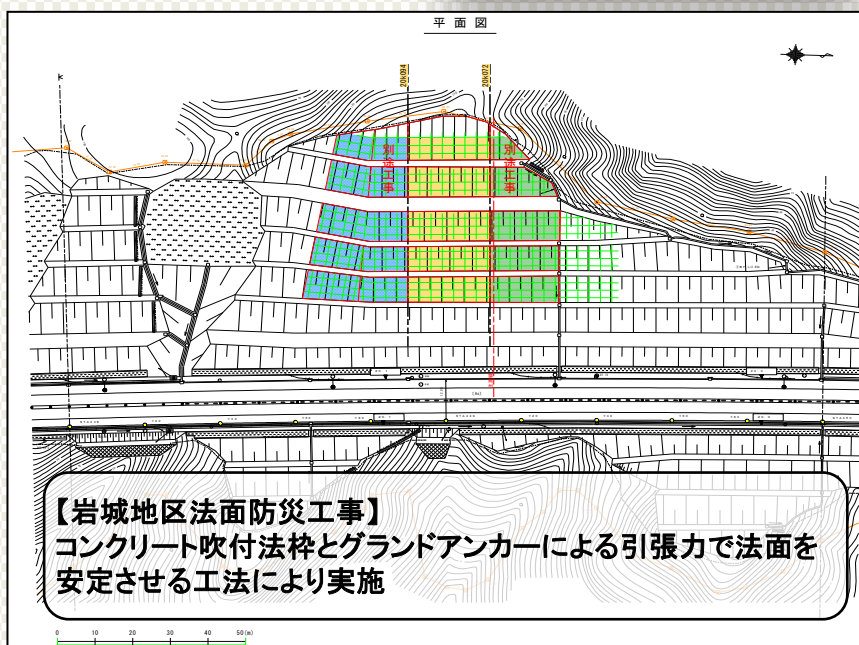 平 面 図
20k094
20k072
別途工事
別途工事
【岩城地区法面防災工事】
コンクリート吹付法枠とグランドアンカーによる引張力で法面を
安定させる工法により実施
0 10 20 30 40 50(m)